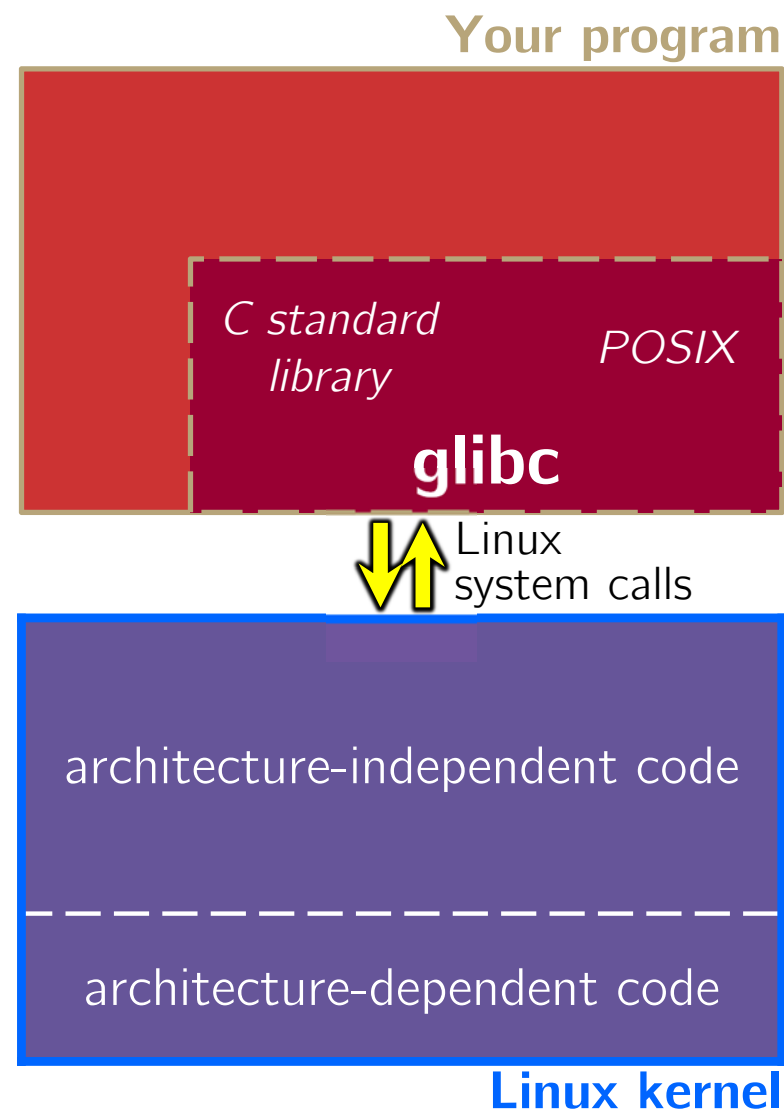 Your program
C standard
library
POSIX
glibc
Linux
system calls
architecture-independent code
architecture-dependent code
Linux kernel